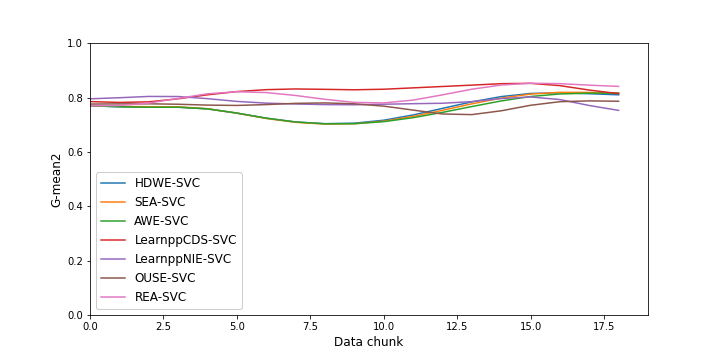 1.0
0.8
0.6
0.4
0.2
0.0
G-mean2
HDWE-SVC
SEA-SVC
AWE-SVC
LearnppCDS-SVC
LearnppNIE-SVC
OUSE-SVC
REA-SVC
0.0 2.5 5.0 7.5 10.0 12.5 15.0 17.5
Data chunk